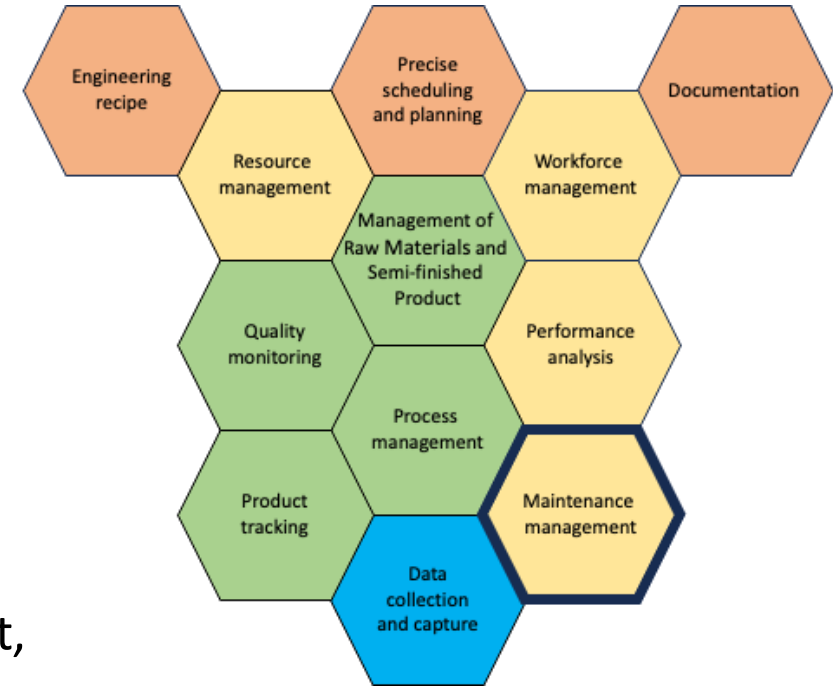 Engineering
recipe
Precise
scheduling
and planning
Documentation
Resource
management
Workforce
management
Management of
Raw Materials and
Semi-finished
Product
Quality
monitoring
Performance
analysis
Process
management
Product
tracking
Maintenance
management
Data
collection
and capture
t,